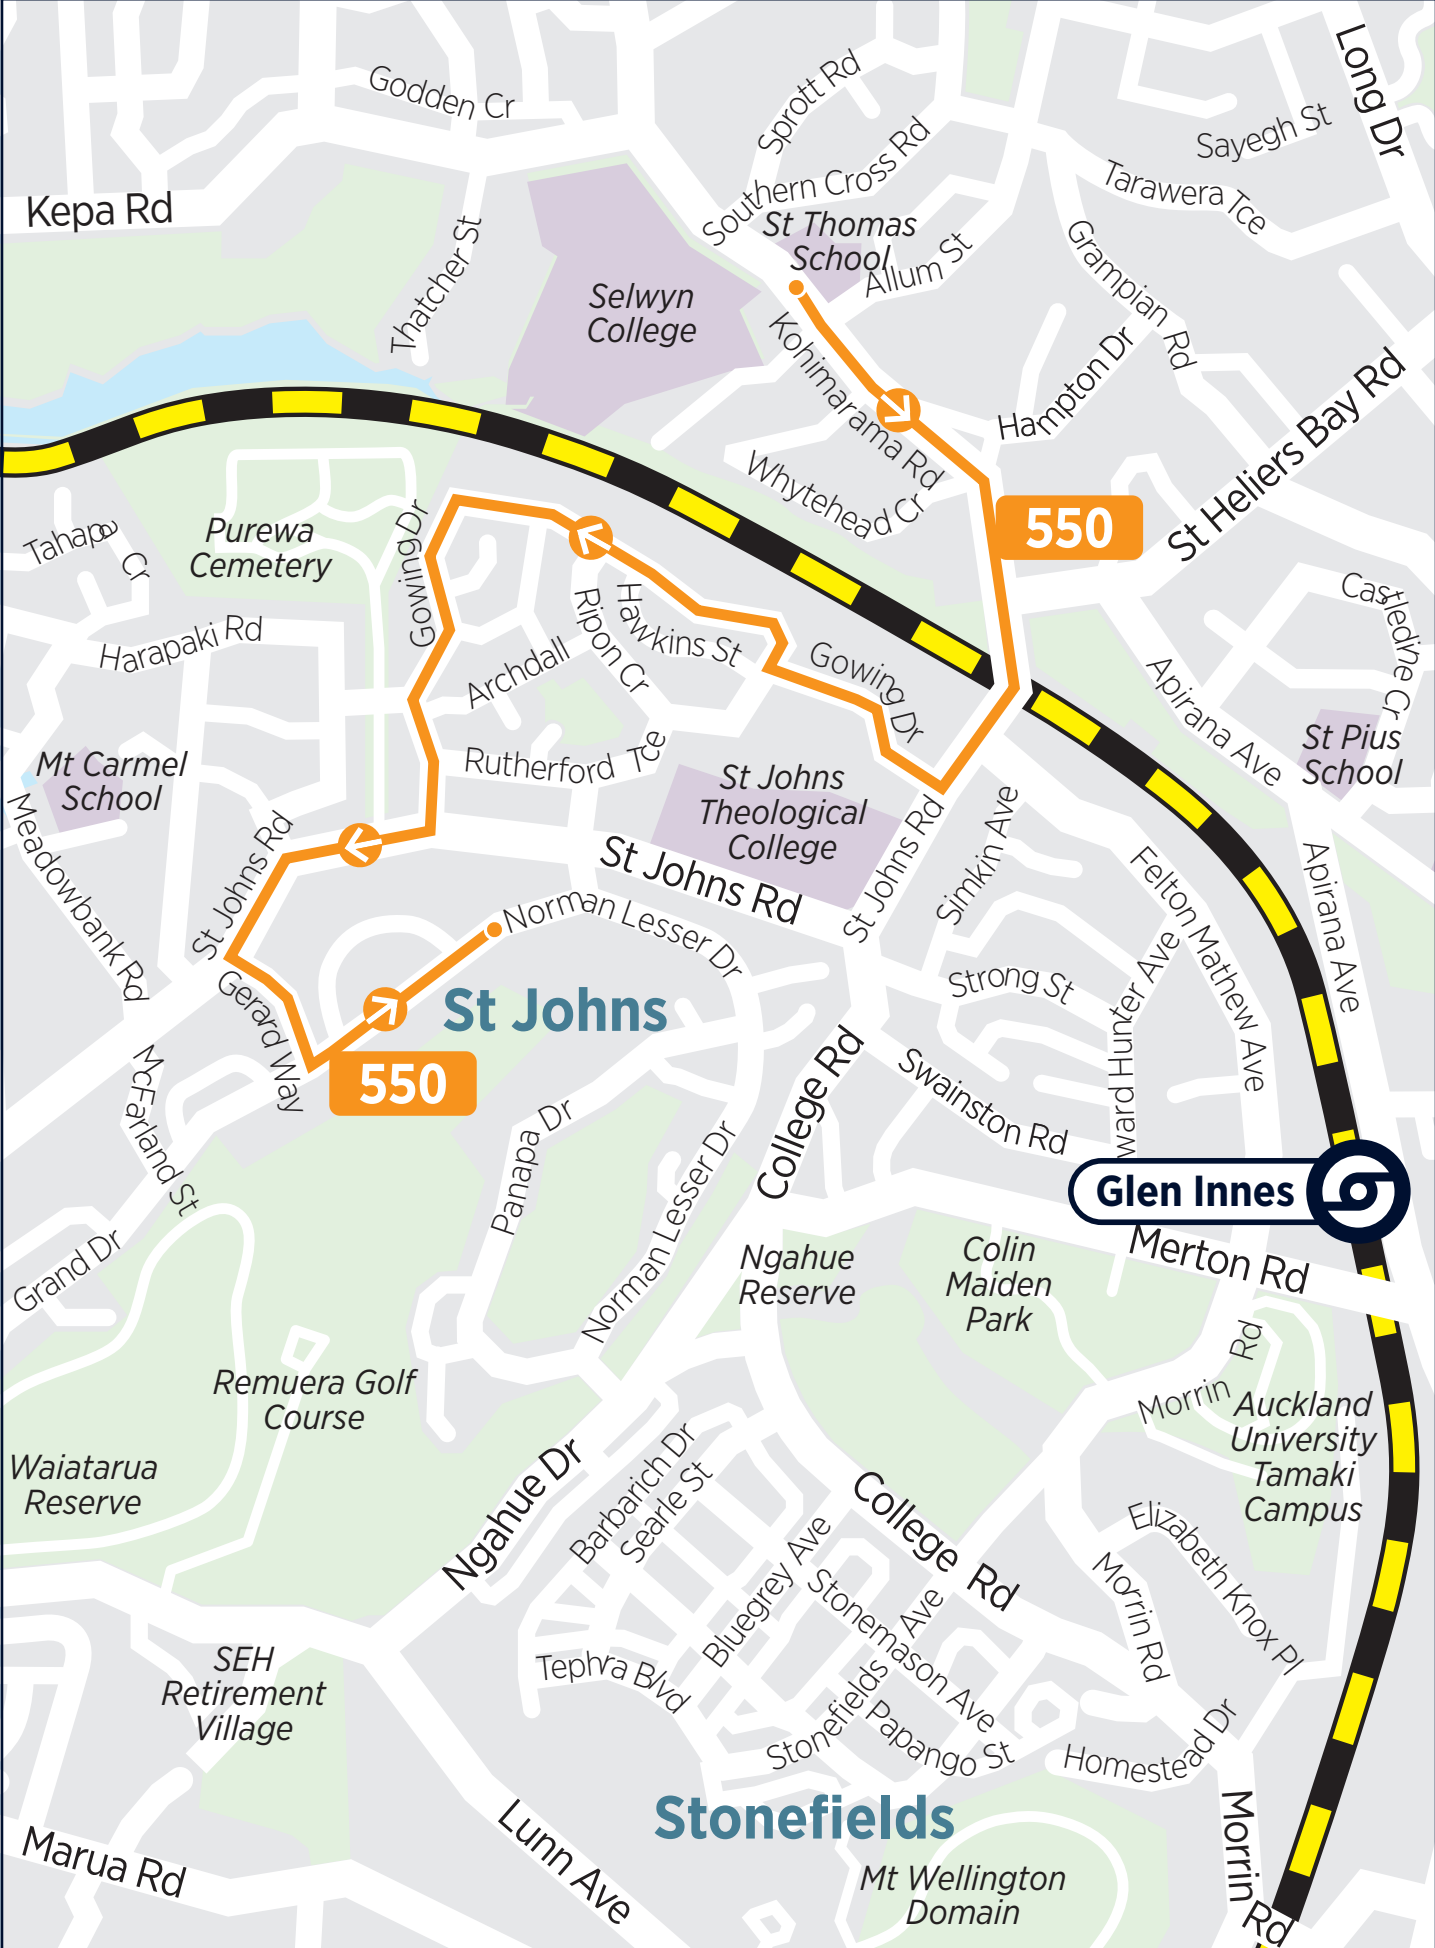 Long Dr
Godden Cr
Sprott Rd
Sayegh St
Southern Cross Rd
Tarawera Tce
Kepa Rd
St Thomas
School
Allum St
Thatcher St
Grampian Rd
Selwyn
College
Kohimarama Rd
Hampton Dr
St Heliers Bay Rd
Whytehead Cr
550
Gowing Dr
Purewa
Cemetery
Tahapa Cr
Castledine Cr
Harapaki Rd
Hawkins St
Ripon Cr
Archdall
Gowing Dr
Apirana Ave
St Pius
School
Rutherford Tce
Mt Carmel
School
St Johns
Theological
College
Meadowbank Rd
St Johns Rd
St Johns Rd
St Johns Rd
Simkin Ave
Felton Mathew Ave
Apirana Ave
Norman Lesser Dr
Gerard Way
St Johns
Strong St
ward Hunter Ave
550
College Rd
Swainston Rd
McFarland St
Panapa Dr
Norman Lesser Dr
Glen Innes
Grand Dr
Merton Rd
Ngahue
Reserve
Colin
Maiden
Park
Morrin Rd
Remuera Golf
Course
Auckland
University
Tamaki
Campus
Waiatarua
Reserve
Ngahue Dr
Barbarich Dr
Searle St
College Rd
Bluegrey Ave
Elizabeth Knox Pl
Stonemason Ave
Morrin Rd
Stonefields Ave
SEH
Retirement
Village
Tephra Blvd
Papango St
Homestead Dr
Stonefields
Lunn Ave
Marua Rd
Morrin Rd
Mt Wellington
Domain